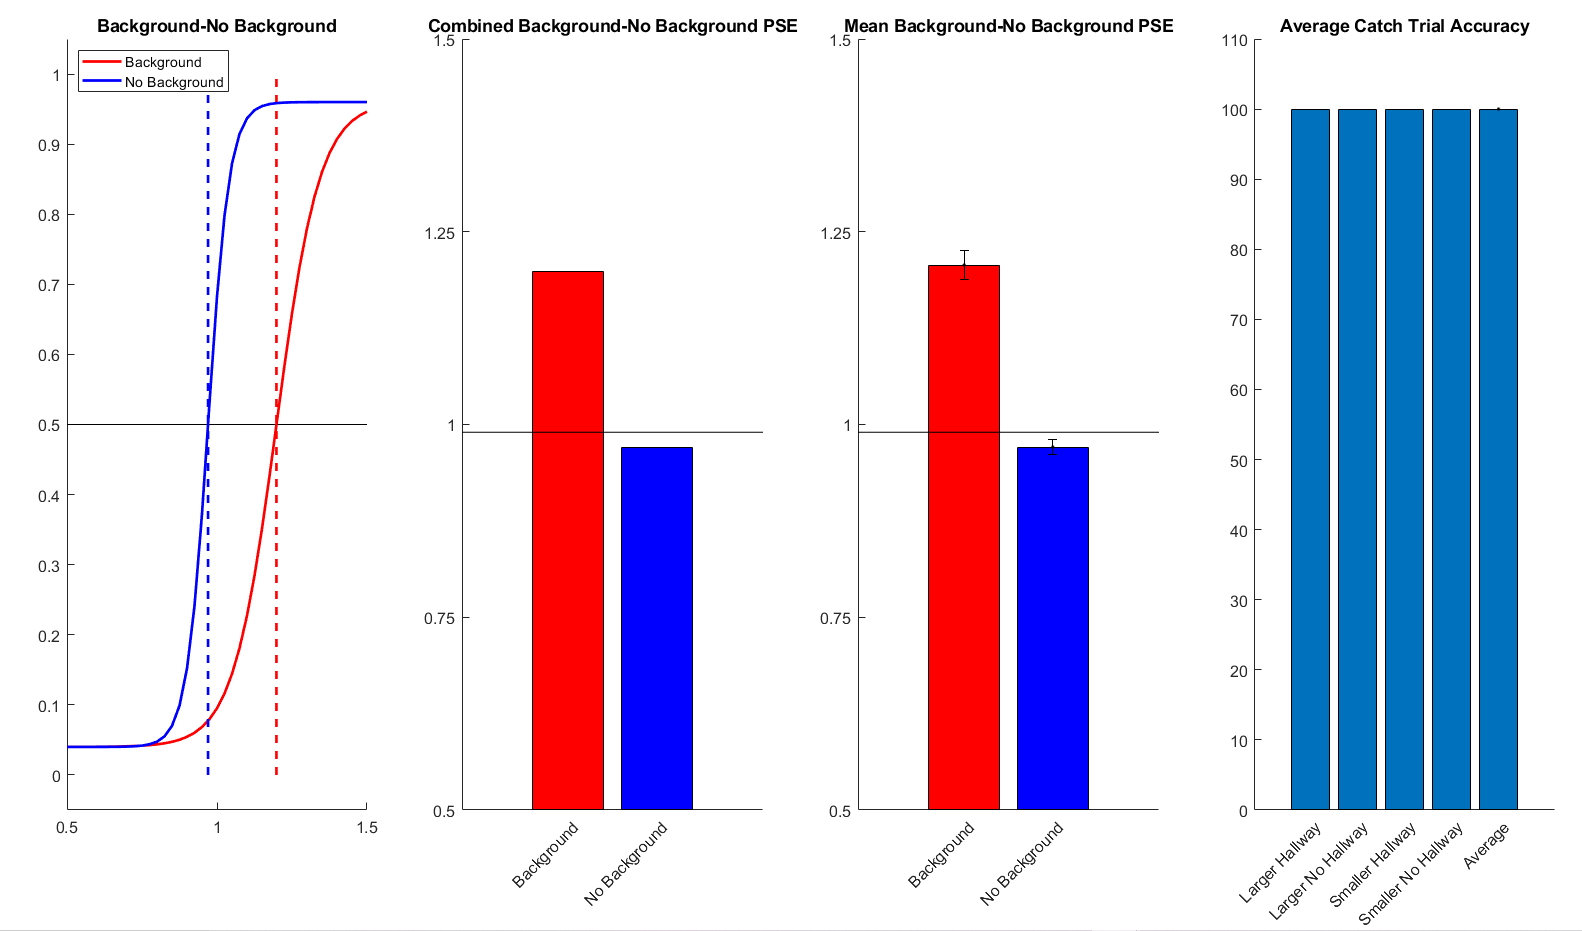 Background-No Background
Background
No Background
1
0.9
0.8
0.7
0.6
0.5
0.4
0.3
0.2
0.1
0
0.5
1
1.5
Combined Background-No Background PSE
1.5
1.25
1
0.75
0.5
Background
No Background
Mean Background-No Background PSE
1.5
1.25
1
0.75
0.5
Background
No Background
Average Catch Trial Accuracy
110
100
90
80
70
60
50
40
30
20
10
0
Larger Hallway
Larger No Hallway
Smaller Hallway
Smaller No Hallway
Average